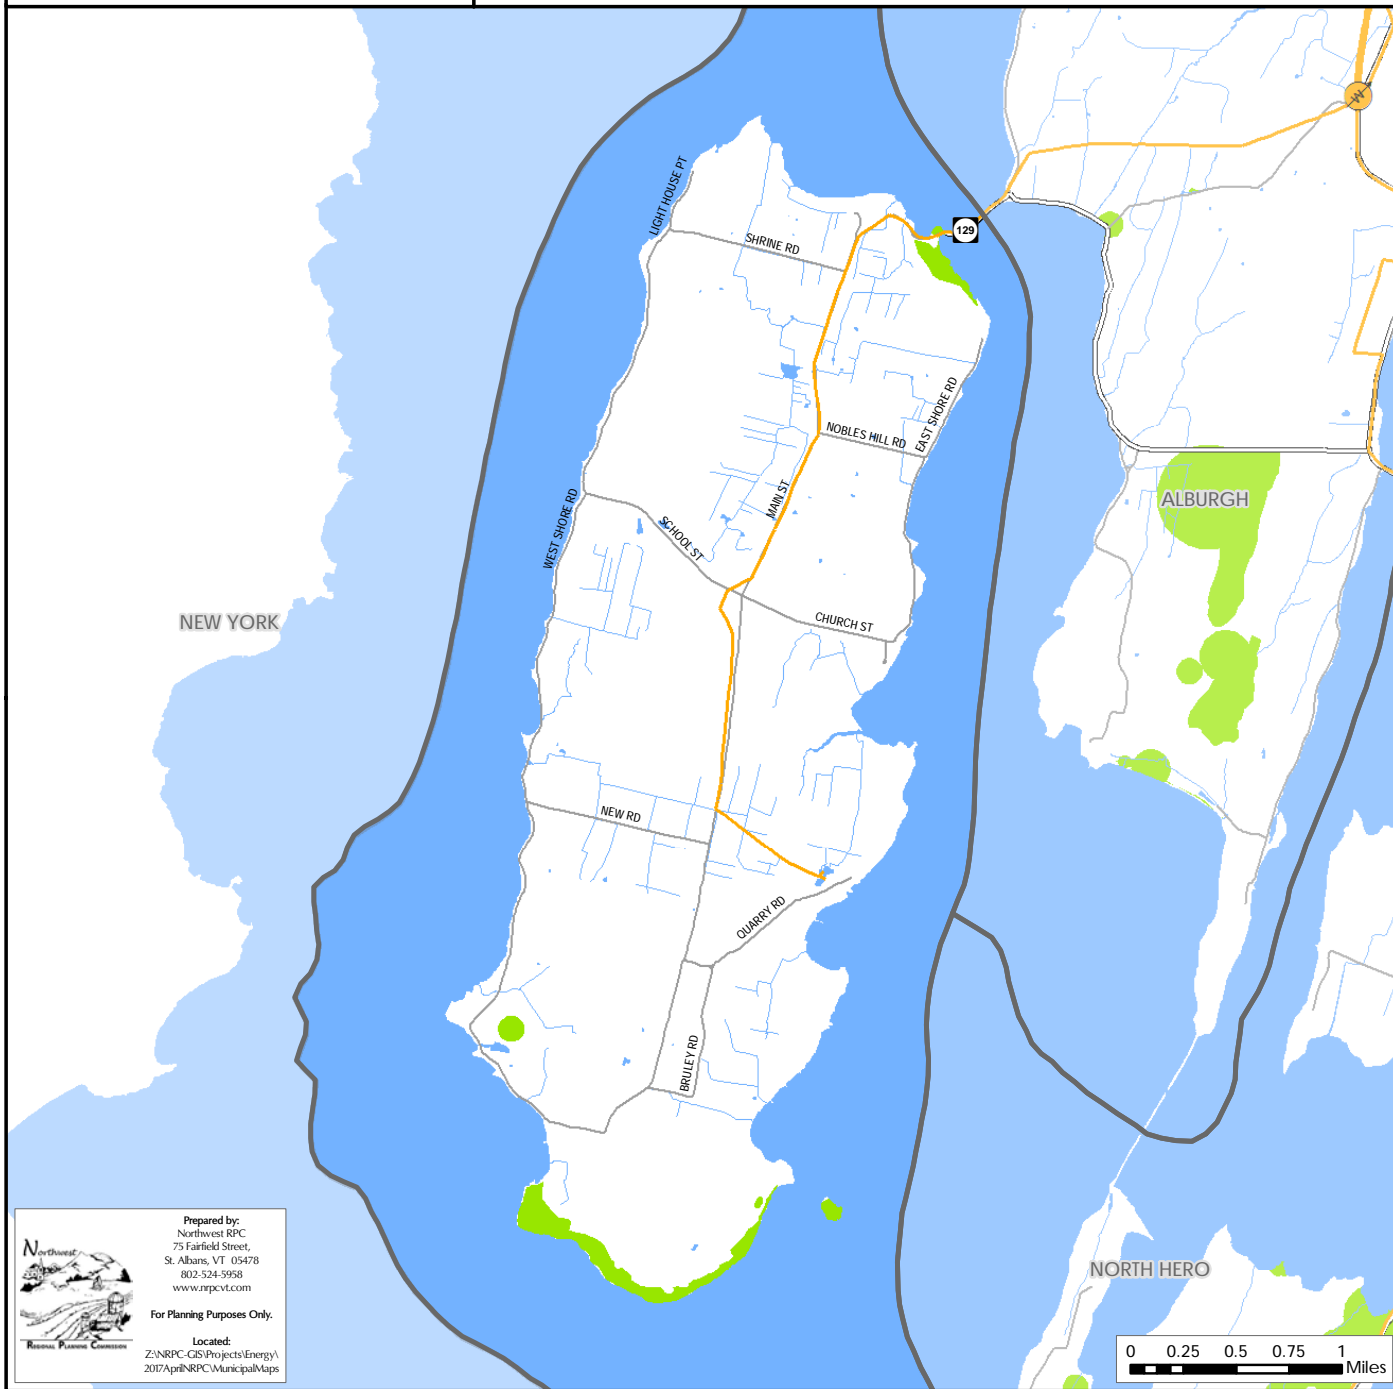 LIGHT HOUSE PT
SHRINE RD
129
W
NOBLES HILL RD
EAST SHORE RD
MAIN ST
WEST SHORE RD
SCHOOL ST
ALBURGH
NEW YORK
CHURCH ST
NEW RD
QUARRY RD
BRULEY RD
NORTH HERO
Northwest
REGIONAL PLANNING COMMISSION
Prepared by:
Northwest RPC
75 Fairfield Street,
St. Albans, VT 05478
802-524-5958
www.nrpcvt.com
For Planning Purposes Only.
Located:
Z:\NRPC-GIS\Projects\Energy\
2017AprilNRPC\MunicipalMaps
0 0.25 0.5 0.75 1
Miles